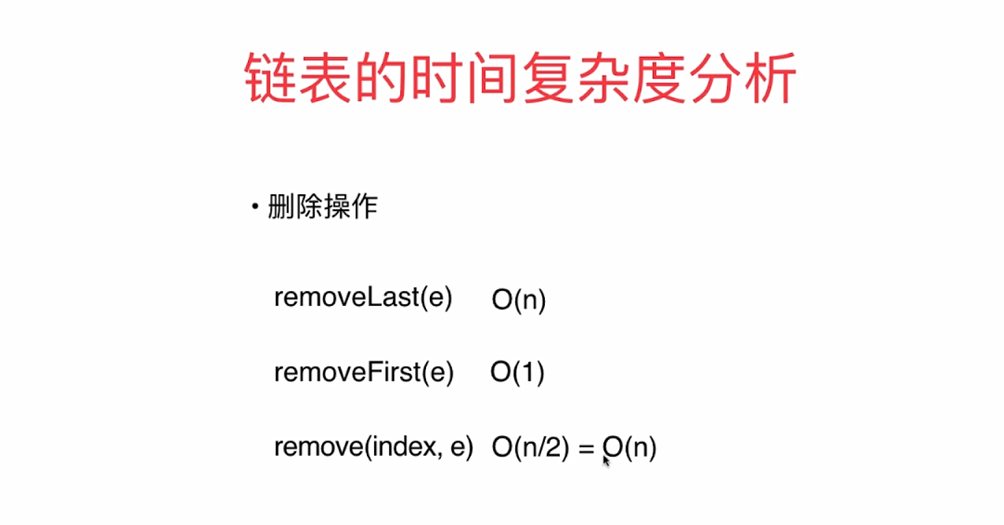 链表的时间复杂度分析
• 删除操作
removeLast(e) O(n)
removeFirst(e) O(1)
remove(index, e) O(n/2) = O(n)